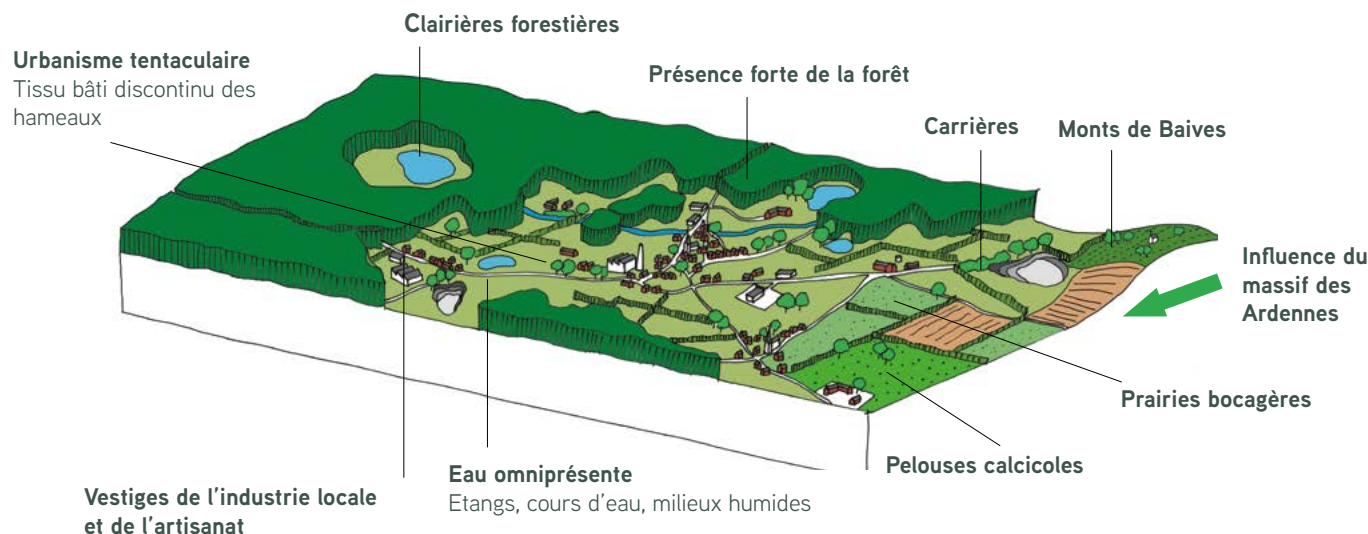 Clairières forestières
Urbanisme tentaculaire
Tissu bâti discontinu des
hameaux
Présence forte de la forêt
Carrières
Monts de Baives
Influence du
massif des
Ardennes
Prairies bocagères
Pelouses calcicoles
Eau omniprésente
Etangs, cours d'eau, milieux humides
Vestiges de l'industrie locale
et de l'artisanat